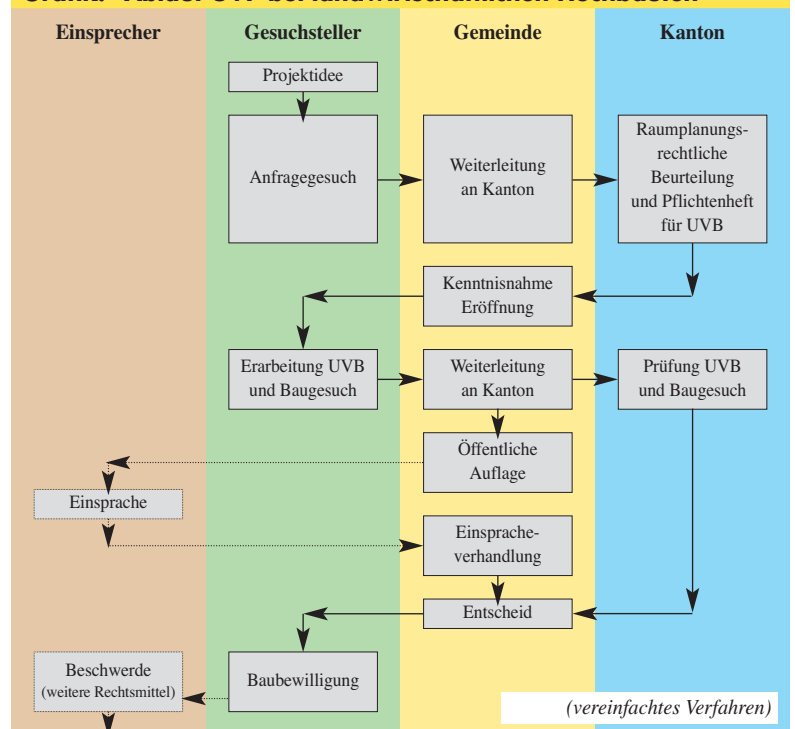 Einsprecher Gesuchsteller Gemeinde Kanton
Projektidee
Anfragegesuch
Weiterleitung
an Kanton
Raumplanungs-
rechtliche
Beurteilung
und Pflichtenheft
für UVB
Kenntnisnahme
Eröffnung
Erarbeitung UVB
und Baugesuch
Weiterleitung
an Kanton
Prüfung UVB
und Baugesuch
Öffentliche
Auflage
Einsprache
Einsprache-
verhandlung
Entscheid
Beschwerde
(weitere Rechtsmittel)
Baubewilligung
(vereinfachtes Verfahren)